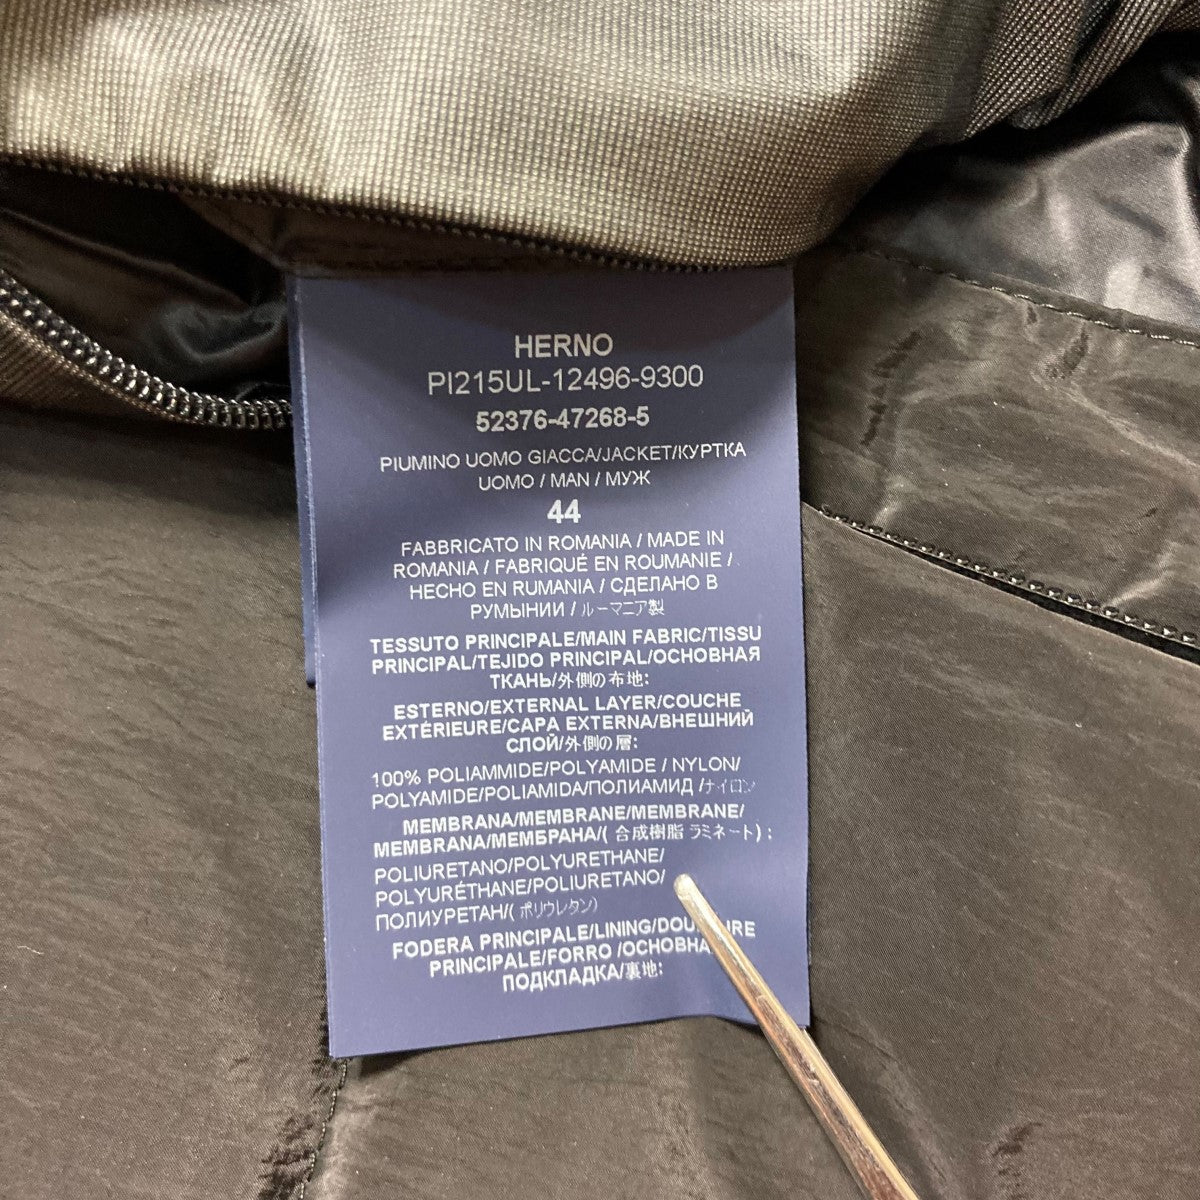 HERNO
PI215UL-12496-9300
52376-47268-5
PIUMINO UOMO GIACCA/JACKET/КУРТКА
UOMO / MAN / МУЖ
44
FABBRICATO IN ROMANIA / MADE IN
ROMANIA / FABRIQUÉ EN ROUMANIE /
HECHO EN RUMANIA / СДЕЛАНО В
РУМЫНИИ / ルーマニア製
TESSUTO PRINCIPALE/MAIN FABRIC/TISSU
PRINCIPAL/TEJIDO PRINCIPAL/ОСНОВНАЯ
ТКАНЬ/外側の布地:
ESTERNO/EXTERNAL LAYER/COUCHE
EXTÉRIEURE/CAPA EXTERNA/ВНЕШНИЙ
СЛОЙ/外側の層:
100% POLIAMMIDE/POLYAMIDE / NYLON/
POLYAMIDE/POLIAMIDA/ПОЛИАМИД /ナイロン
MEMBRANA/MEMBRANE/MEMBRANE/
MEMBRANA/МЕМБРАНА/( 合成樹脂 ラミネート) :
POLIURETANO/POLYURETHANE/
POLYURÉTHANE/POLIURETANO/
ПОЛИУРЕТАН/( ポリウレタン)
FODERA PRINCIPALE/LINING/
PRINCIPALE/FORRO /
ПОДКЛАДКА/裏地: